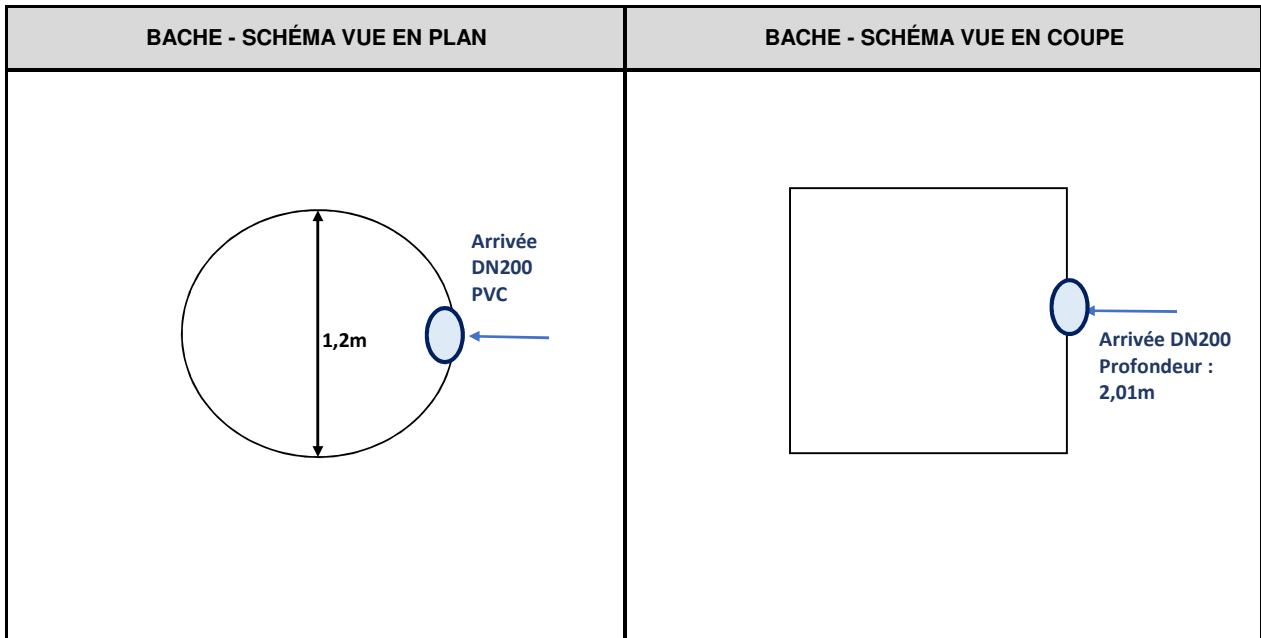 BACHE - SCHÉMA VUE EN PLAN
BACHE - SCHÉMA VUE EN COUPE
Arrivée
DN200
PVC
1,2m
Arrivée DN200
Profondeur :
2,01m